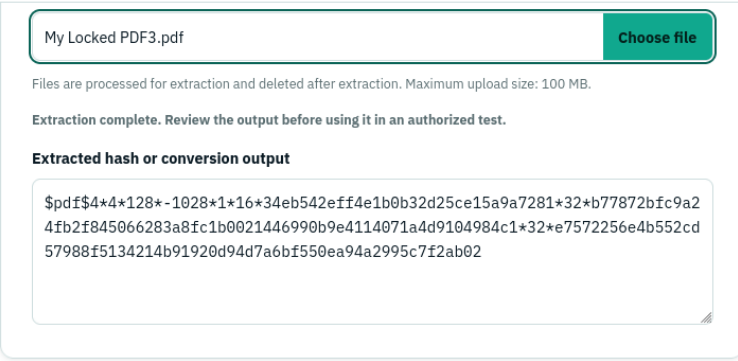 My Locked PDF3.pdf
Choose file
Files are processed for extraction and deleted after extraction. Maximum upload size: 100 MB.
Extraction complete. Review the output before using it in an authorized test.
Extracted hash or conversion output
$pdf$4*4*128*-1028*1*16*34eb542eff4e1b0b32d25ce15a9a7281*32*b77872bfc9a2
4fb2f845066283a8fc1b0021446990b9e4114071a4d9104984c1*32*e7572256e4b552cd
57988f5134214b91920d94d7a6bf550ea94a2995c7f2ab02